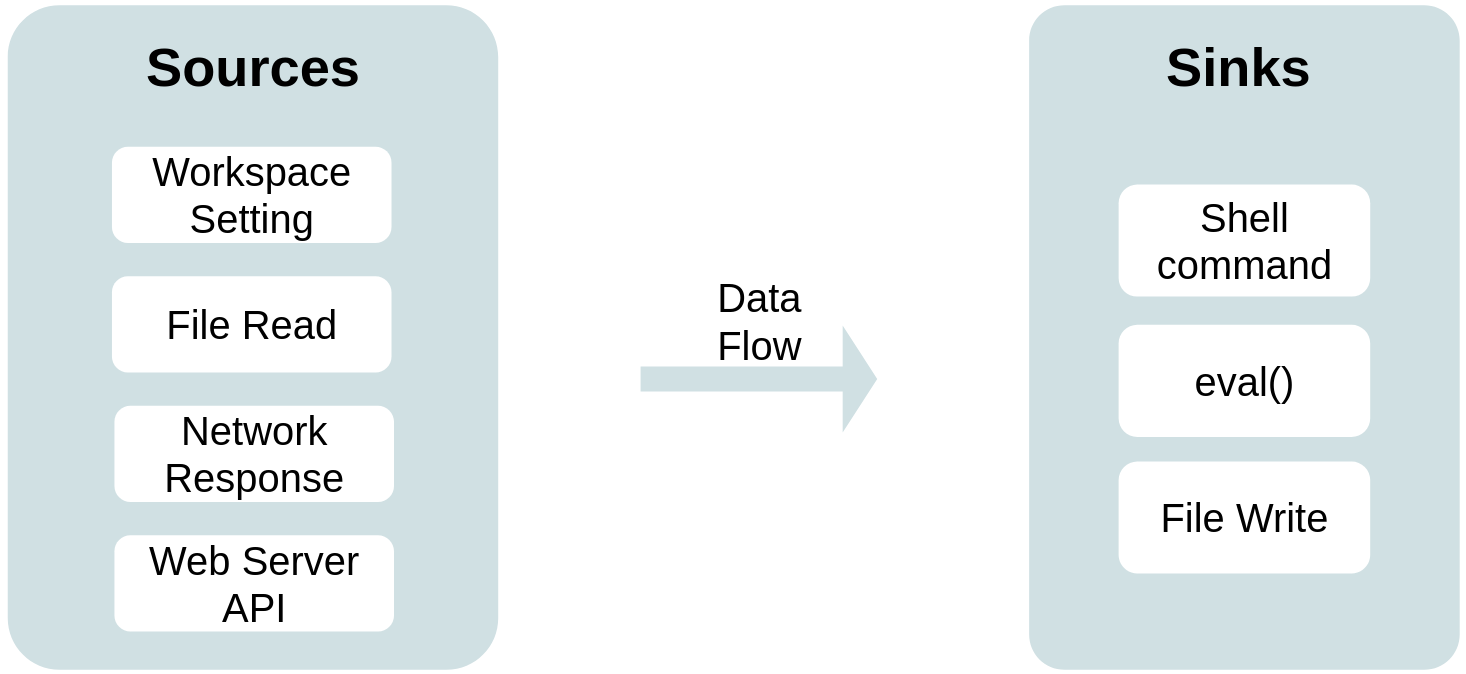 Sources
Workspace
Setting
File Read
Network
Response
Web Server
API
Data
Flow
Sinks
Shell
command
eval()
File Write